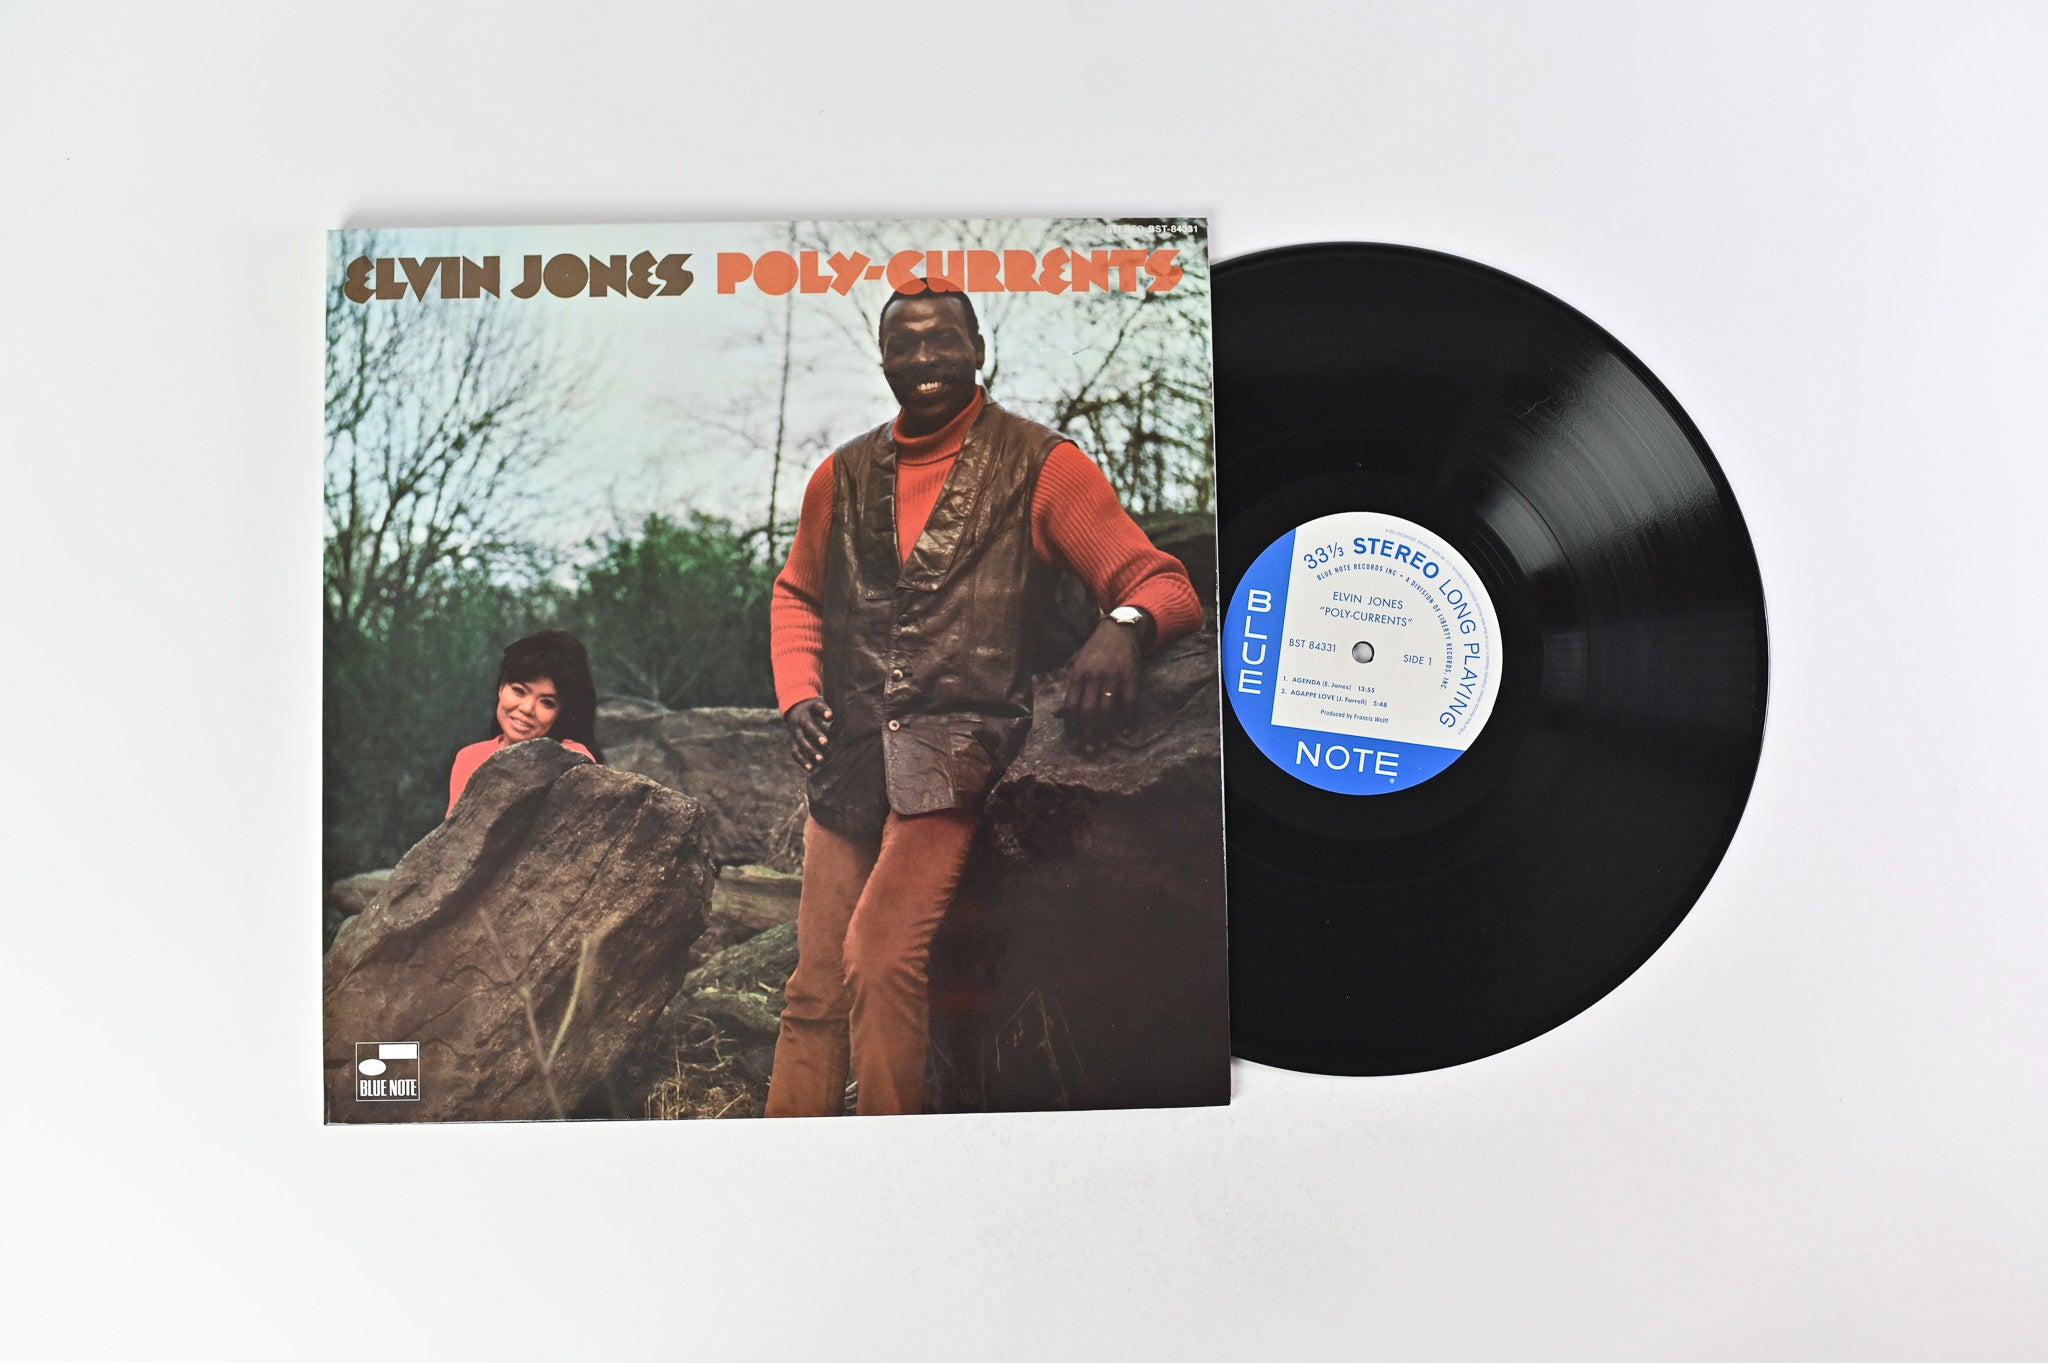 STEREO BST-84331
ELVIN JONES POLY-CURRENTS
BLUE NOTE
33 1/3 STEREO LONG PLAYING
BLUE NOTE RECORDS INC • A DIVISION OF LIBERTY RECORDS, INC.
ELVIN JONES
"POLY-CURRENTS"
BST 84331 SIDE 1
1. AGENDA (E. Jones) 13:55
2. AGAPPE LOVE (J. Farrell) 5:48
Produced by Francis Wolff
BLUE
NOTE
®